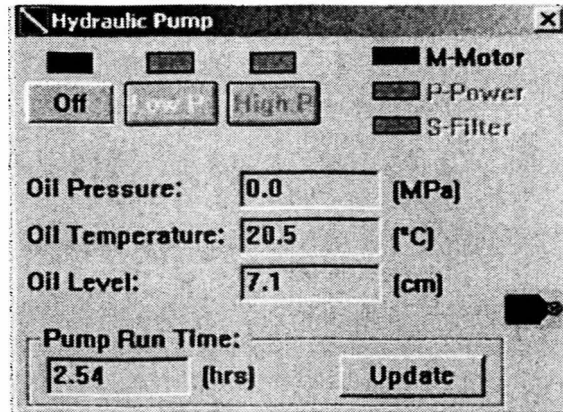 Hydraulic Pump
M-Motor
Off Low P. High P P-Power
S-Filter
Oil Pressure: 0.0 (MPa)
Oil Temperature: 20.5 (°C)
Oil Level: 7.1 (cm)
Pump Run Time:
2.54 (hrs) Update